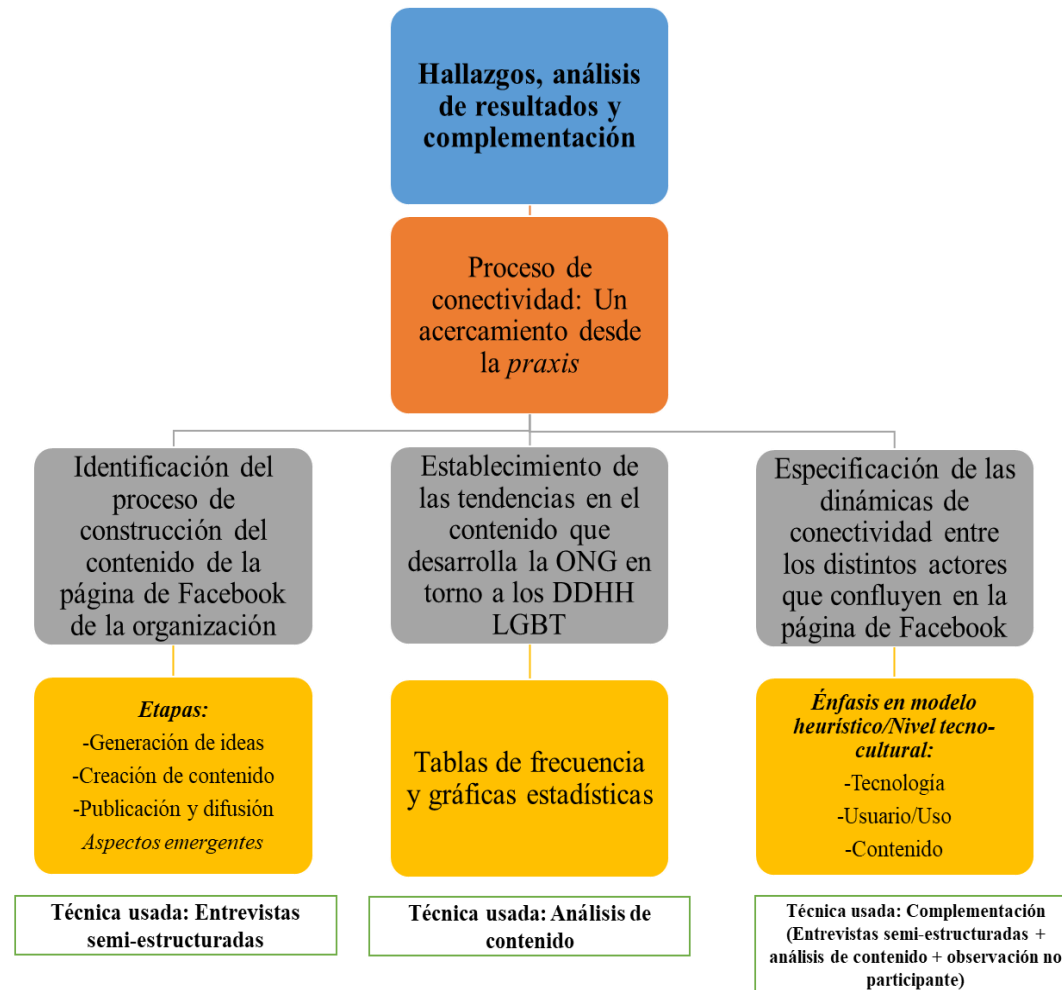 Hallazgos, análisis
de resultados y
complementación
Proceso de
conectividad: Un
acercamiento desde
la praxis
Identificación del
proceso de
construcción del
contenido de la
página de Facebook
de la organización
Establecimiento de
las tendencias en el
contenido que
desarrolla la ONG en
torno a los DDHH
LGBT
Especificación de las
dinámicas de
conectividad entre
los distintos actores
que confluyen en la
página de Facebook
Etapas:
-Generación de ideas
-Creación de contenido
-Publicación y difusión
Aspectos emergentes
Tablas de frecuencia
y gráficas estadísticas
Énfasis en modelo
heurístico/Nivel tecno-
cultural:
-Tecnología
-Usuario/Uso
-Contenido
Técnica usada: Entrevistas
semi-estructuradas
Técnica usada: Análisis de
contenido
Técnica usada: Complementación
(Entrevistas semi-estructuradas +
análisis de contenido + observación no
participante)